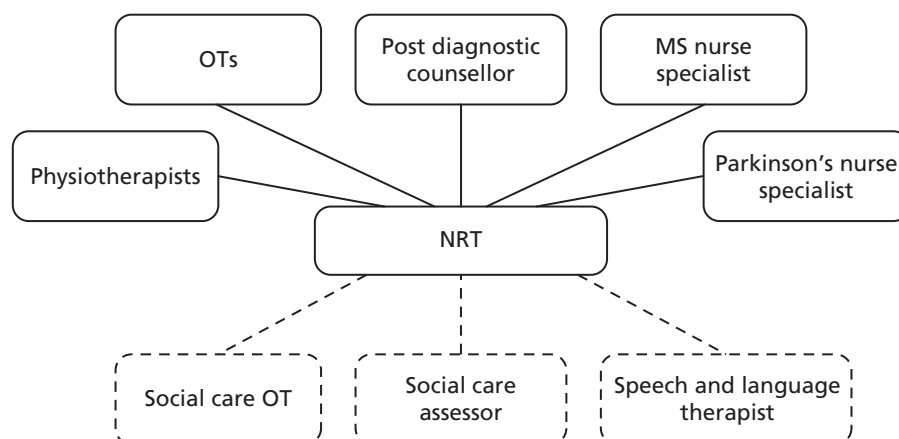 OTs
Post diagnostic
counsellor
MS nurse
specialist
Physiotherapists
Parkinson's nurse
specialist
NRT
Social care OT
Social care
assessor
Speech and language
therapist